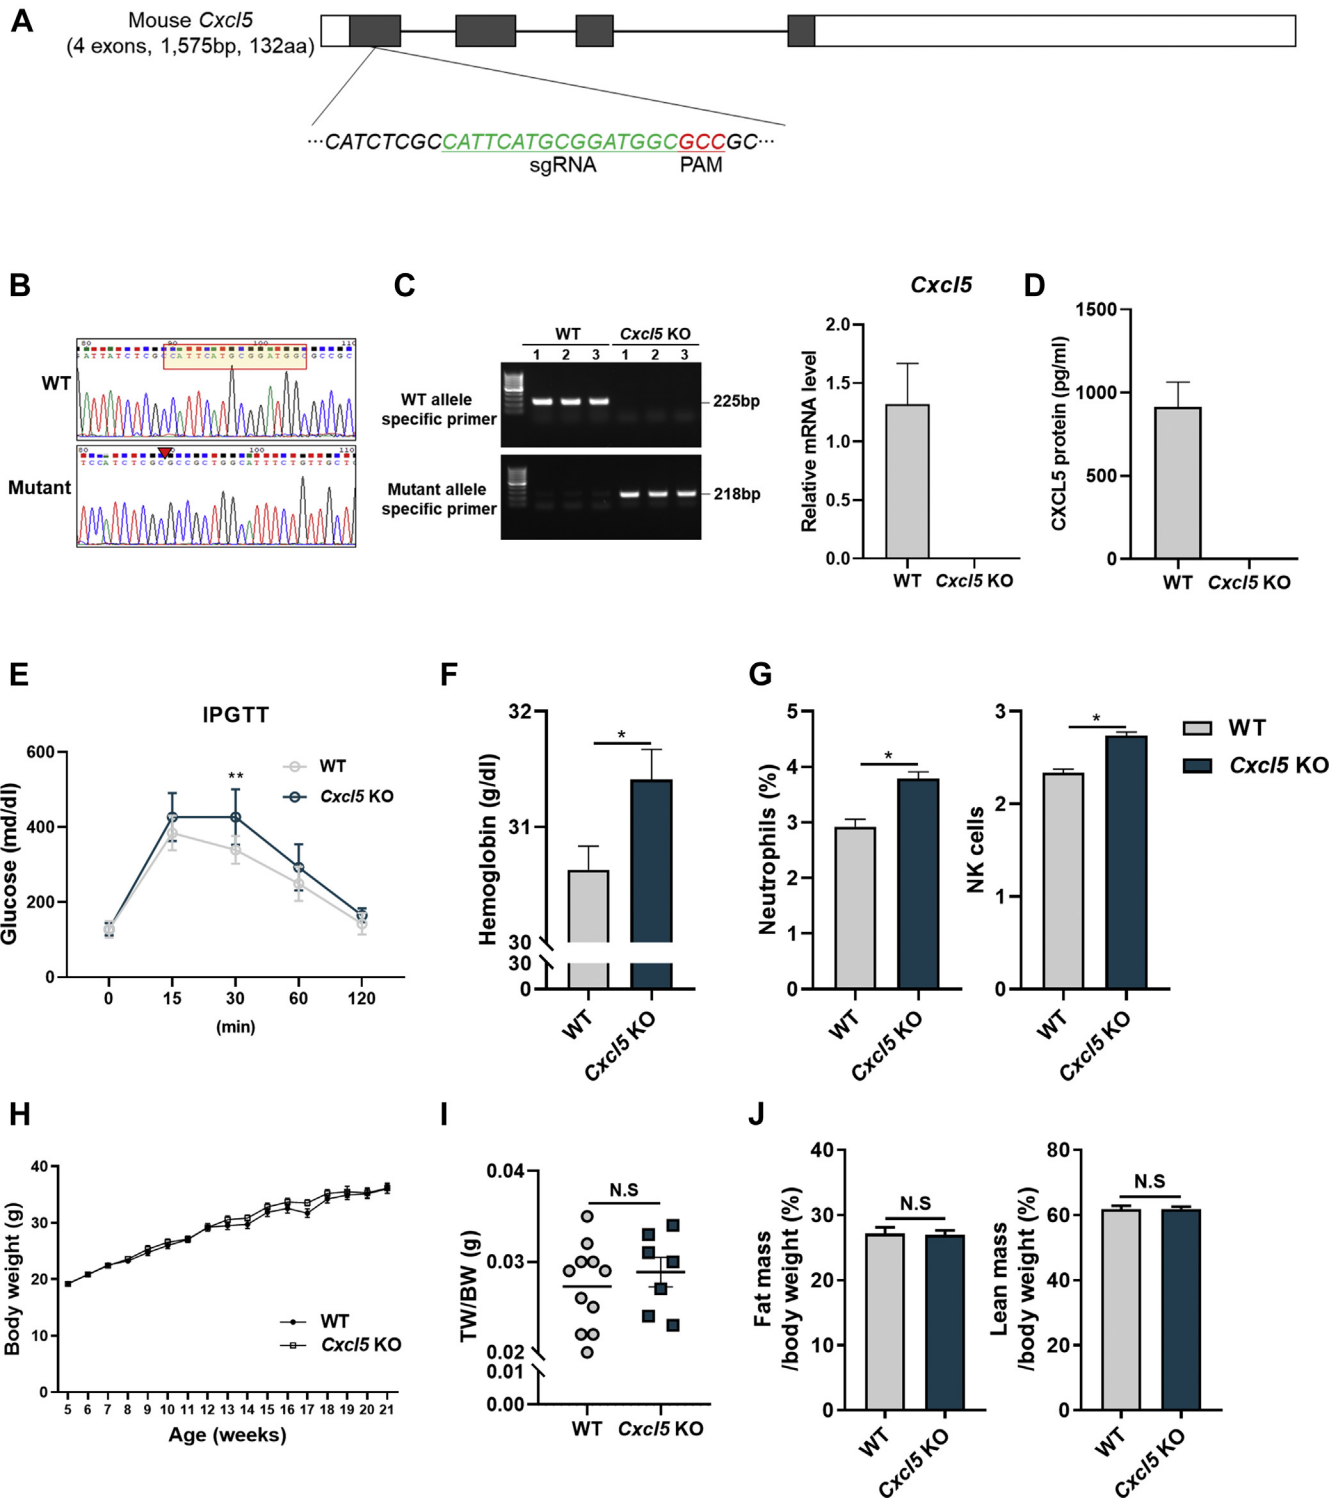 A
Mouse Cxcl5
(4 exons, 1,575bp, 132aa)
···CATCTCGCCATTCATGCGGATGGCGCCGC···
sgRNA
PAM
B
80 90 100 110
CATTCATGCGGATGGC
WT
80 100 110
TCCATCTCGCGCCGCTGGCATTTCTGTTGCT
Mutant
C
WT
Cxcl5 KO
1 2 3 1 2 3
WT allele
specific primer
225bp
Mutant allele
specific primer
218bp
Cxcl5
Relative mRNA level
2.0
1.5
1.0
0.5
0.0
WT Cxcl5 KO
D
CXCL5 protein (pg/ml)
1500
1000
500
0
WT Cxcl5 KO
E
IPGTT
Glucose (md/dl)
600
400
200
0
**
WT
Cxcl5 KO
0 15 30 60 120
(min)
F
Hemoglobin (g/dl)
32
31
30
30
0
*
WT
Cxcl5 KO
G
Neutrophils (%)
5
4
3
2
1
0
*
WT
Cxcl5 KO
NK cells
3
2
1
0
*
WT
Cxcl5 KO
WT
Cxcl5 KO
H
Body weight (g)
40
30
20
10
0
WT
Cxcl5 KO
5 6 7 8 9 10 11 12 13 14 15 16 17 18 19 20 21
Age (weeks)
I
TW/BW (g)
0.04
0.03
0.02
0.01
0.00
N.S
WT Cxcl5 KO
J
Fat mass
/body weight (%)
40
30
20
10
0
N.S
WT
Cxcl5 KO
Lean mass
/body weight (%)
80
60
40
20
0
N.S
WT
Cxcl5 KO